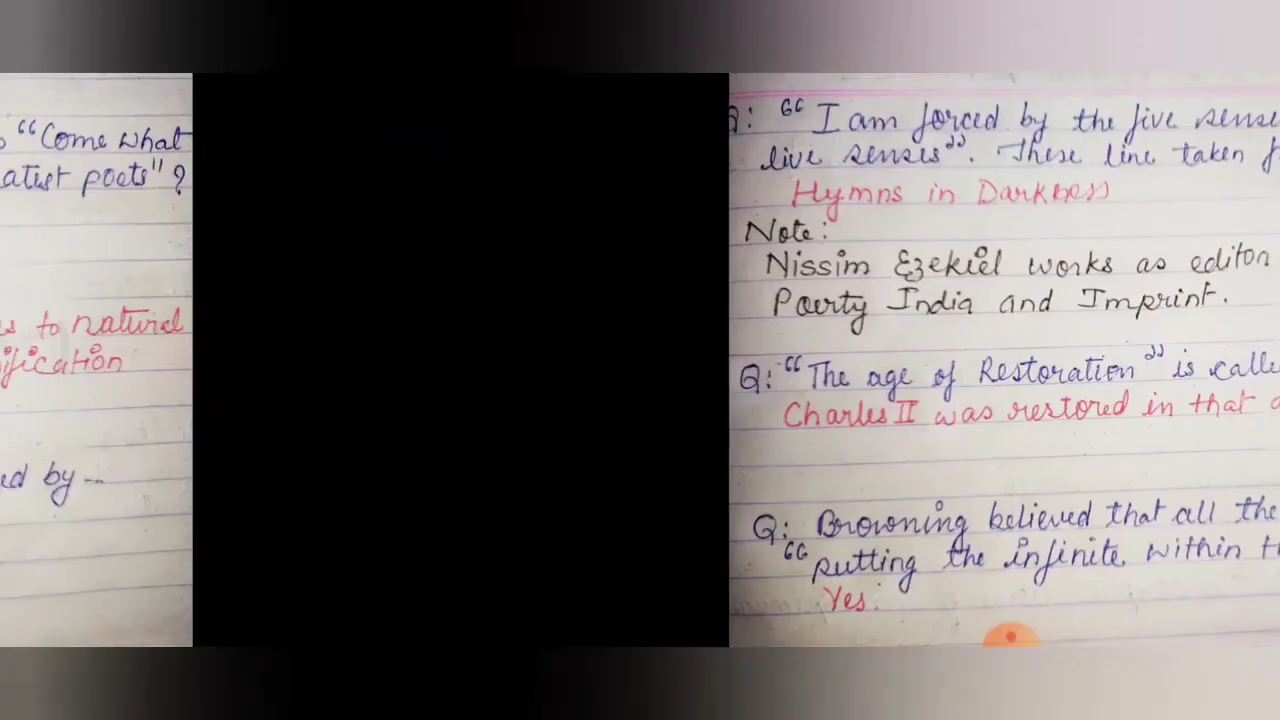 “Come what
atest poets"?
s to natural
ification
ed by --
Q: “I am forced by the five sense
live senses”. These line taken f
Hymns in Darkness
Note:
Nissim Ezekiel works as editor
Poerty India and Imprint.
Q: “The age of Restoration” is calle
Charles II was restored in that a
Q: Browning believed that all the
“putting the infinite within th
Yes.